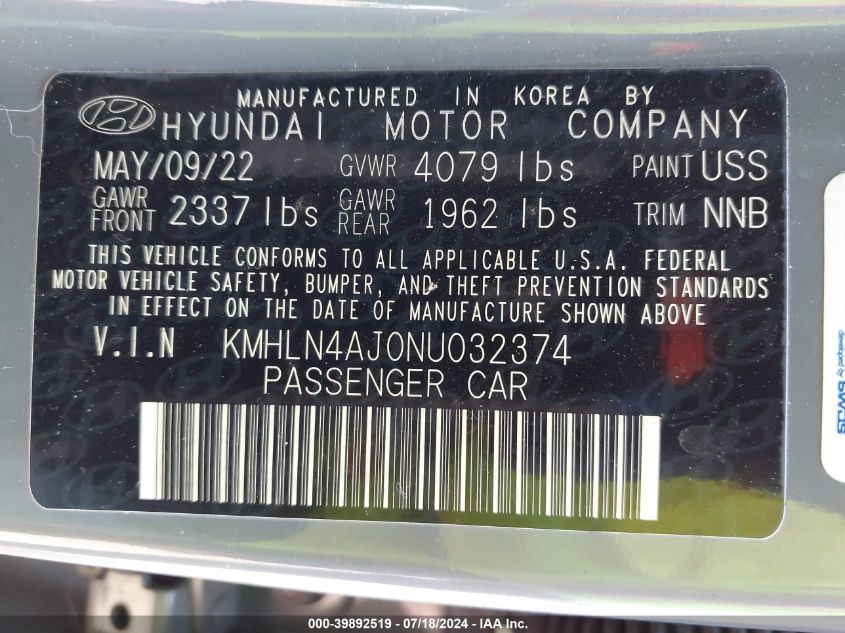 MANUFACTURED IN KOREA BY
HYUNDAI MOTOR COMPANY
MAY/09/22 GVWR 4079 lbs PAINT USS
GAWR FRONT 2337 lbs GAWR REAR 1962 lbs TRIM NNB
THIS VEHICLE CONFORMS TO ALL APPLICABLE U.S.A. FEDERAL
MOTOR VEHICLE SAFETY, BUMPER, AND THEFT PREVENTION STANDARDS
IN EFFECT ON THE DATE OF MANUFACTURE SHOWN ABOVE
V.I.N KMHLN4AJ0NU032374
PASSENGER CAR
developed by
000-39892519 - 07/18/2024 - IAA Inc.